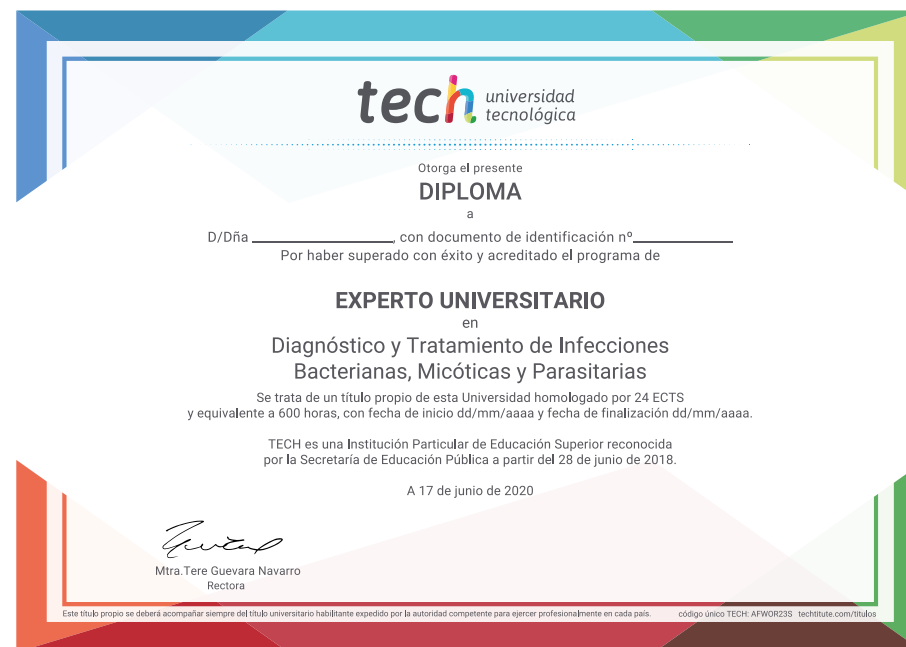 tech universidad
tecnológica
Otorga el presente
DIPLOMA
a
D/Dña ____________________, con documento de identificación nº______________
Por haber superado con éxito y acreditado el programa de
EXPERTO UNIVERSITARIO
en
Diagnóstico y Tratamiento de Infecciones
Bacterianas, Micóticas y Parasitarias
Se trata de un título propio de esta Universidad homologado por 24 ECTS
y equivalente a 600 horas, con fecha de inicio dd/mm/aaaa y fecha de finalización dd/mm/aaaa.
TECH es una Institución Particular de Educación Superior reconocida
por la Secretaría de Educación Pública a partir del 28 de junio de 2018.
A 17 de junio de 2020
Mtra.Tere Guevara Navarro
Rectora
Este título propio se deberá acompañar siempre del título universitario habilitante expedido por la autoridad competente para ejercer profesionalmente en cada país. código único TECH: AFWOR23S techtitute.com/titulos